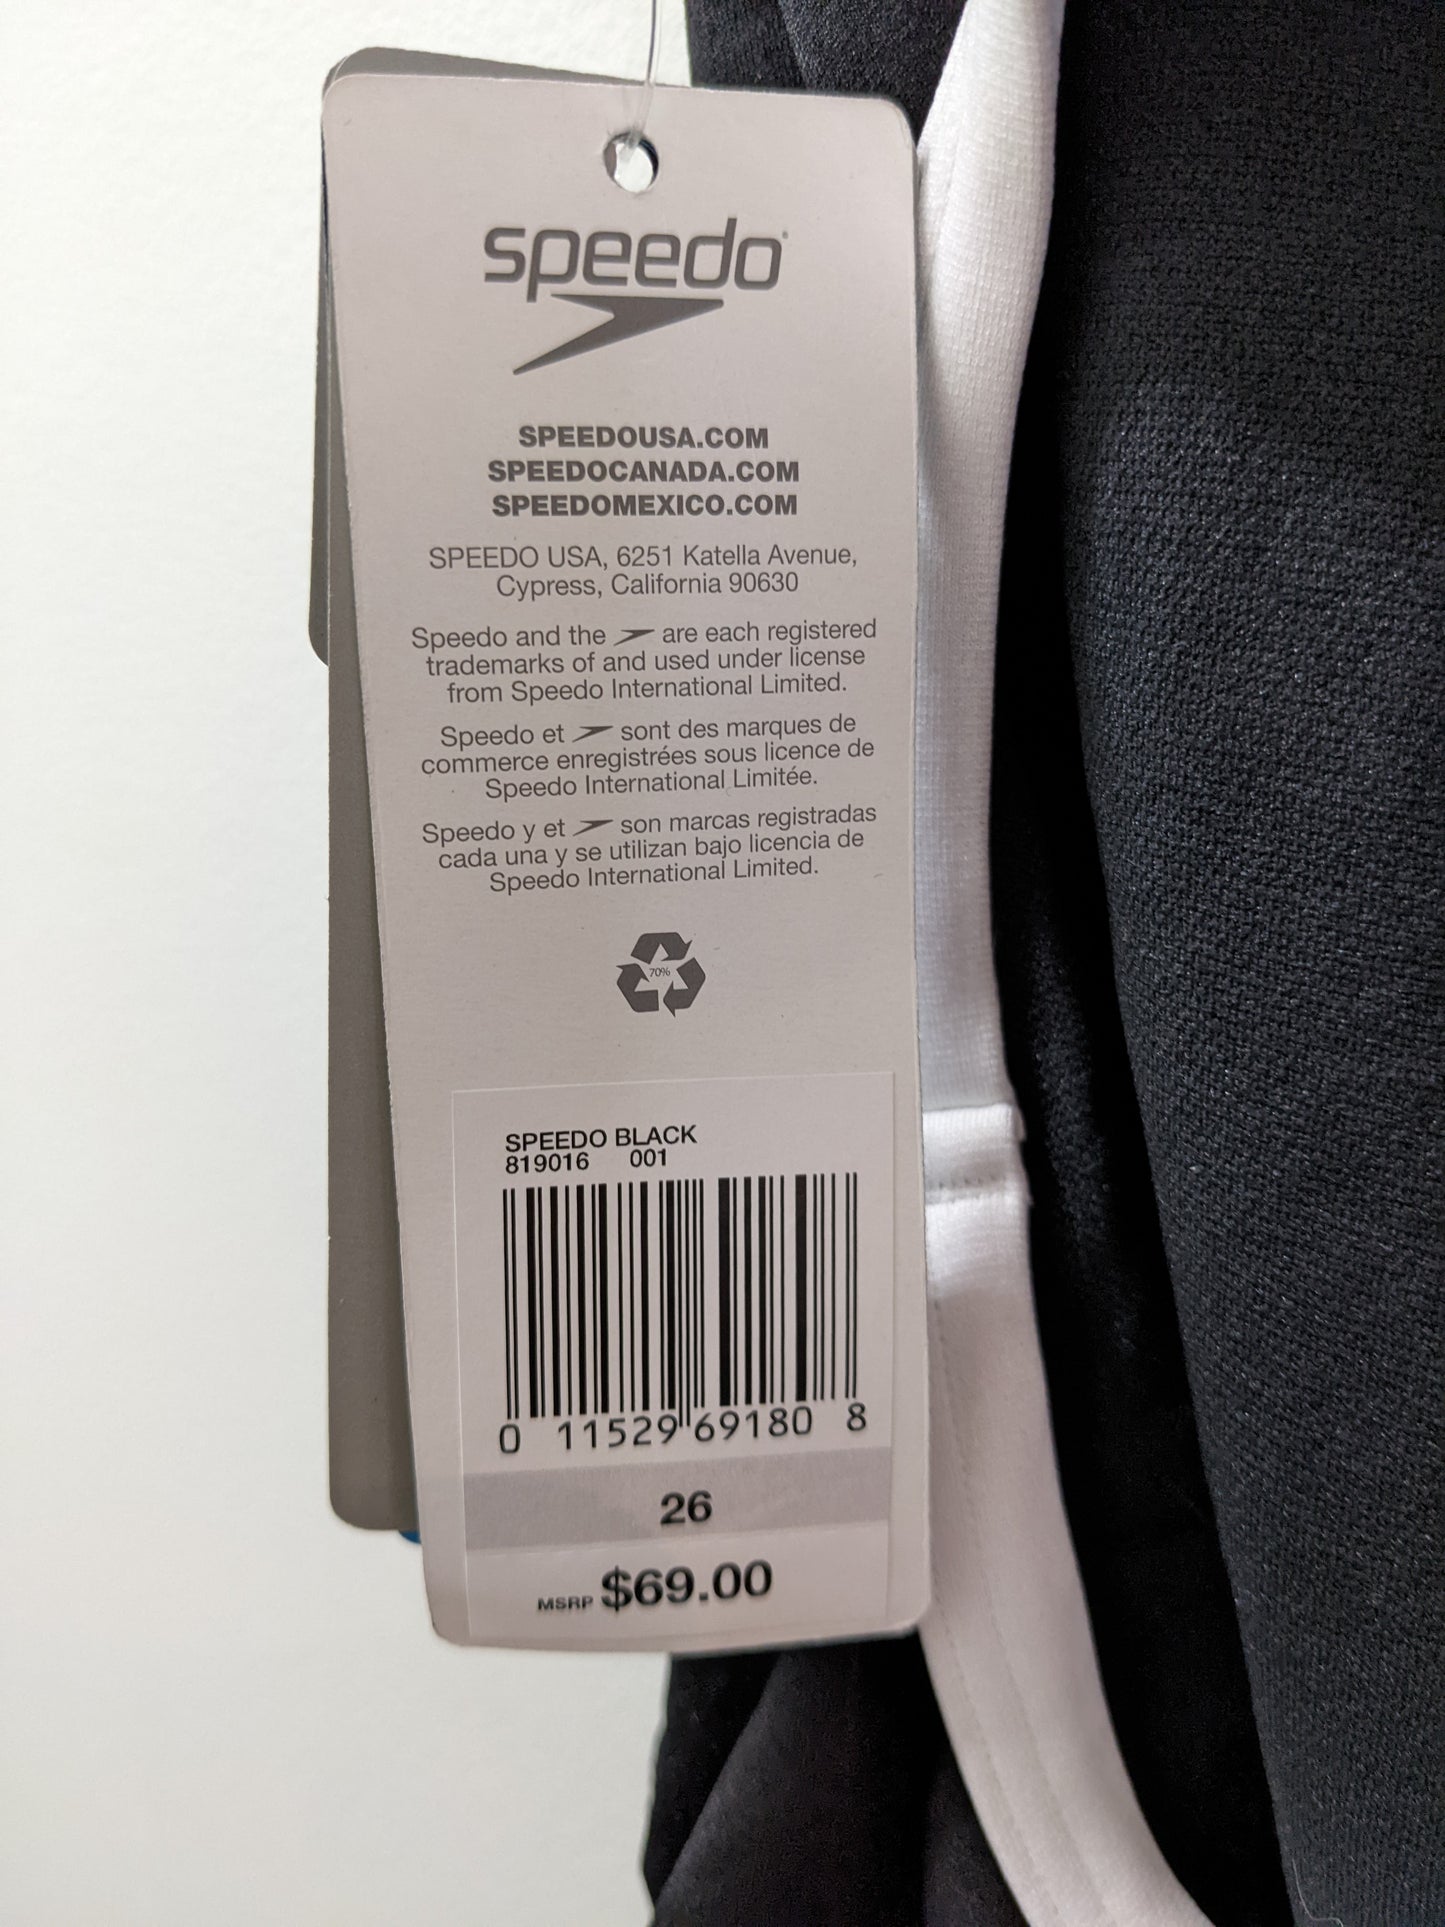 speedo
SPEEDOUSA.COM
SPEEDOCANADA.COM
SPEEDOMEXICO.COM
SPEEDO USA, 6251 Katella Avenue,
Cypress, California 90630
Speedo and the are each registered
trademarks of and used under license
from Speedo International Limited.
Speedo et sont des marques de
commerce enregistrées sous licence de
Speedo International Limitée.
Speedo y et son marcas registradas
cada una y se utilizan bajo licencia de
Speedo International Limited.
70%
SPEEDO BLACK
819016 001
0 11529 69180 8
26
MSRP $69.00